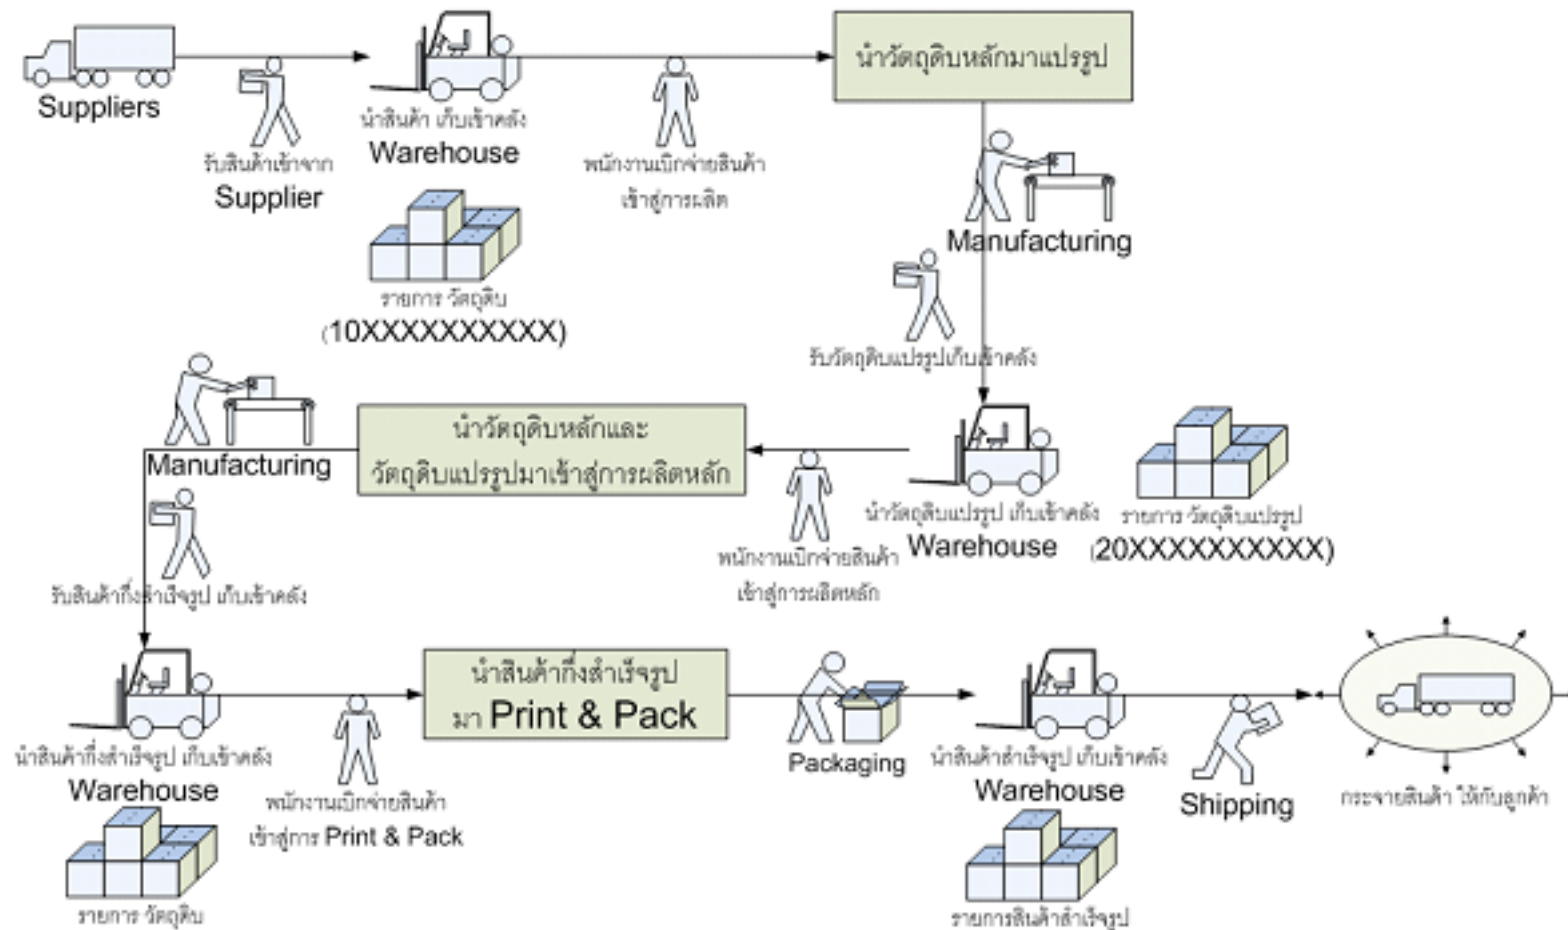 Suppliers
รับสินค้าเข้าจาก
Supplier
นำสินค้า เก็บเข้าคลัง
Warehouse
พนักงานเบิกจ่ายสินค้า
เข้าสู่การผลิต
นำวัตถุดิบหลักมาแปรรูป
Manufacturing
รายการ วัตถุดิบ
(10XXXXXXXXXX)
รับวัตถุดิบแปรรูปเก็บเข้าคลัง
นำวัตถุดิบแปรรูป เก็บเข้าคลัง
Warehouse
รายการ วัตถุดิบแปรรูป
(20XXXXXXXXXX)
พนักงานเบิกจ่ายสินค้า
เข้าสู่การผลิตหลัก
นำวัตถุดิบหลักและ
วัตถุดิบแปรรูปมาเข้าสู่การผลิตหลัก
Manufacturing
รับสินค้ากึ่งสำเร็จรูป เก็บเข้าคลัง
นำสินค้ากึ่งสำเร็จรูป เก็บเข้าคลัง
Warehouse
รายการ วัตถุดิบ
พนักงานเบิกจ่ายสินค้า
เข้าสู่การ Print & Pack
นำสินค้ากึ่งสำเร็จรูป
มา Print & Pack
Packaging
นำสินค้าสำเร็จรูป เก็บเข้าคลัง
Warehouse
รายการสินค้าสำเร็จรูป
Shipping
กระจายสินค้า ให้กับลูกค้า